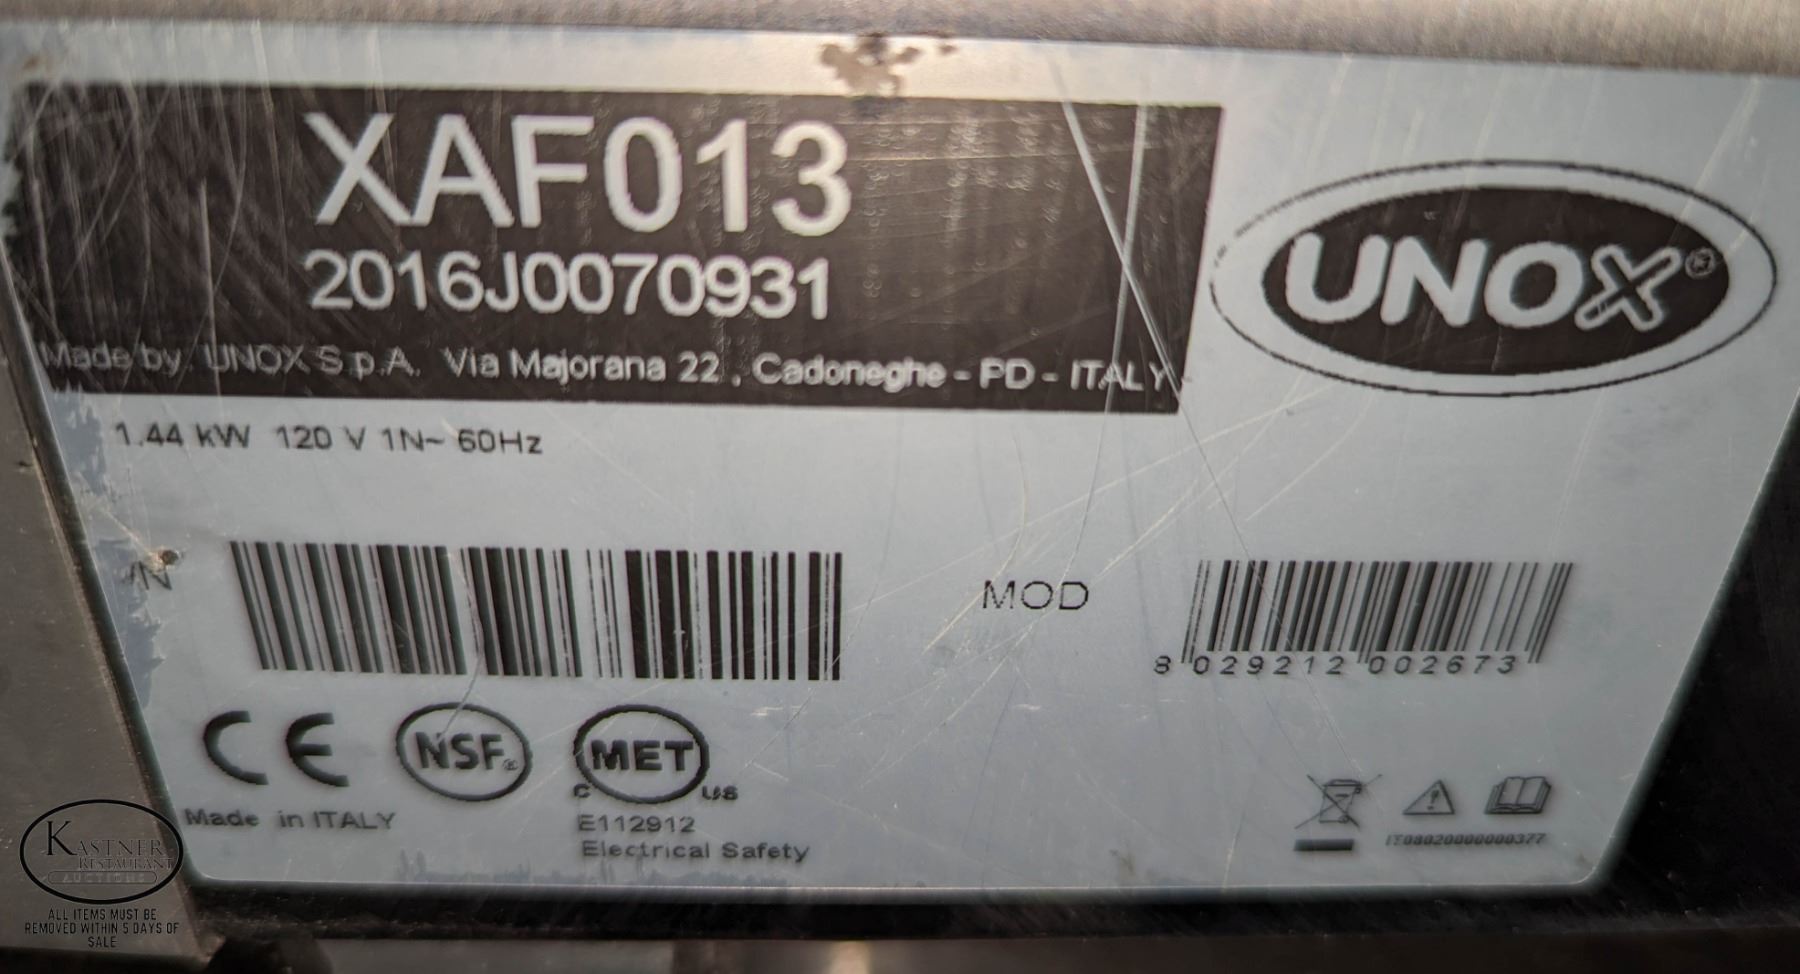 XAF013
2016J0070931
Made by UNOX S.p.A. Via Majorana 22 , Cadoneghe - PD - ITALY
UNOX®
1.44 kW 120 V 1N~ 60Hz
MOD
8 029212 002673
CE
NSF®
MET
C US
Made in ITALY
E112912
Electrical Safety
IT08020000000377
KASTNER
RESTAURANT
AUCTIONS
ALL ITEMS MUST BE
REMOVED WITHIN 5 DAYS OF
SALE